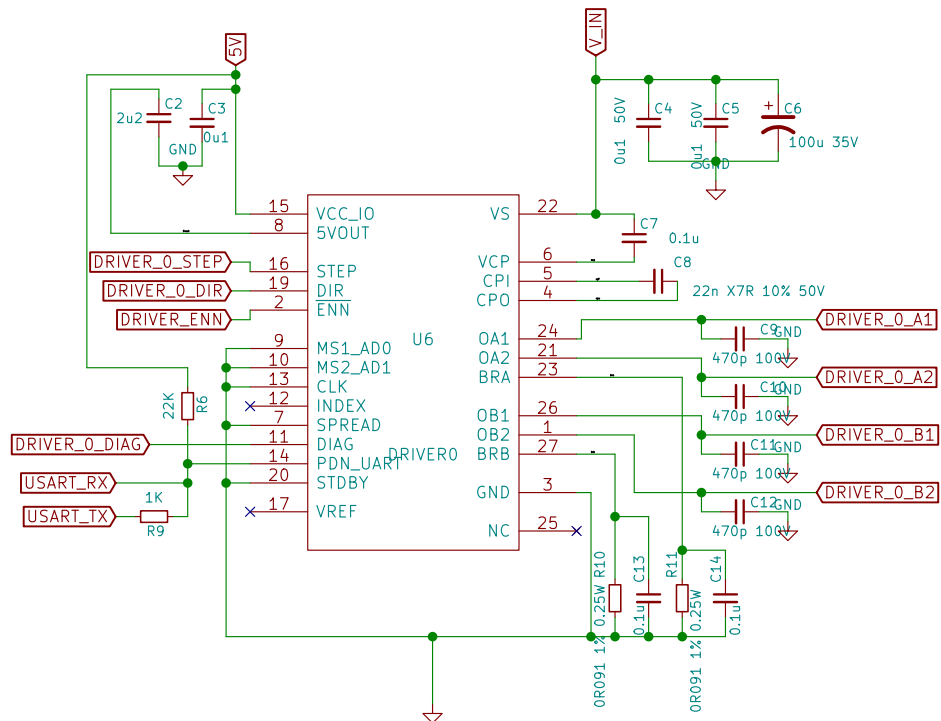 5V
V_IN
C2
2u2
C3
0u1
GND
C4
0u1 50V
C5
0u1 50V
C6
100u 35V
GND
15
VCC_IO
8
5VOUT
DRIVER_0_STEP
16
STEP
DRIVER_0_DIR
19
DIR
DRIVER_ENN
2
ENN
9
MS1_AD0
10
MS2_AD1
13
CLK
12
INDEX
7
SPREAD
DRIVER_0_DIAG
11
DIAG
14
PDN_UART
20
STDBY
17
VREF
22K
R6
USART_RX
USART_TX
1K
R9
U6
DRIVER0
VS
22
VCP
6
CPI
5
CPO
4
OA1
24
OA2
21
BRA
23
OB1
26
OB2
1
BRB
27
GND
3
NC
25
C7
0.1u
C8
22n X7R 10% 50V
DRIVER_0_A1
C9
GND
470p 100V
DRIVER_0_A2
C10
GND
470p 100V
DRIVER_0_B1
C11
GND
470p 100V
DRIVER_0_B2
C12
GND
470p 100V
R10
0R091 1% 0.25W
C13
0.1u
R11
0R091 1% 0.25W
C14
0.1u